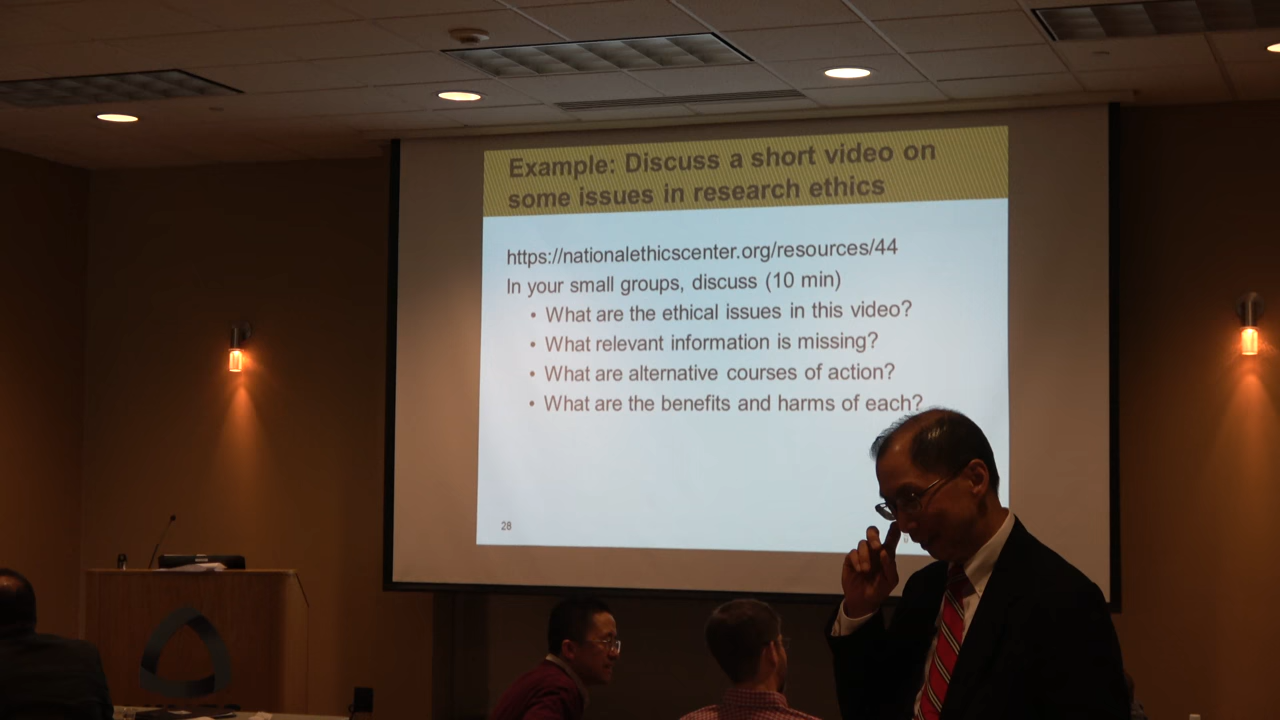 Example: Discuss a short video on
some issues in research ethics
https://nationalethicscenter.org/resources/44
In your small groups, discuss (10 min)
• What are the ethical issues in this video?
• What relevant information is missing?
• What are alternative courses of action?
• What are the benefits and harms of each?
28